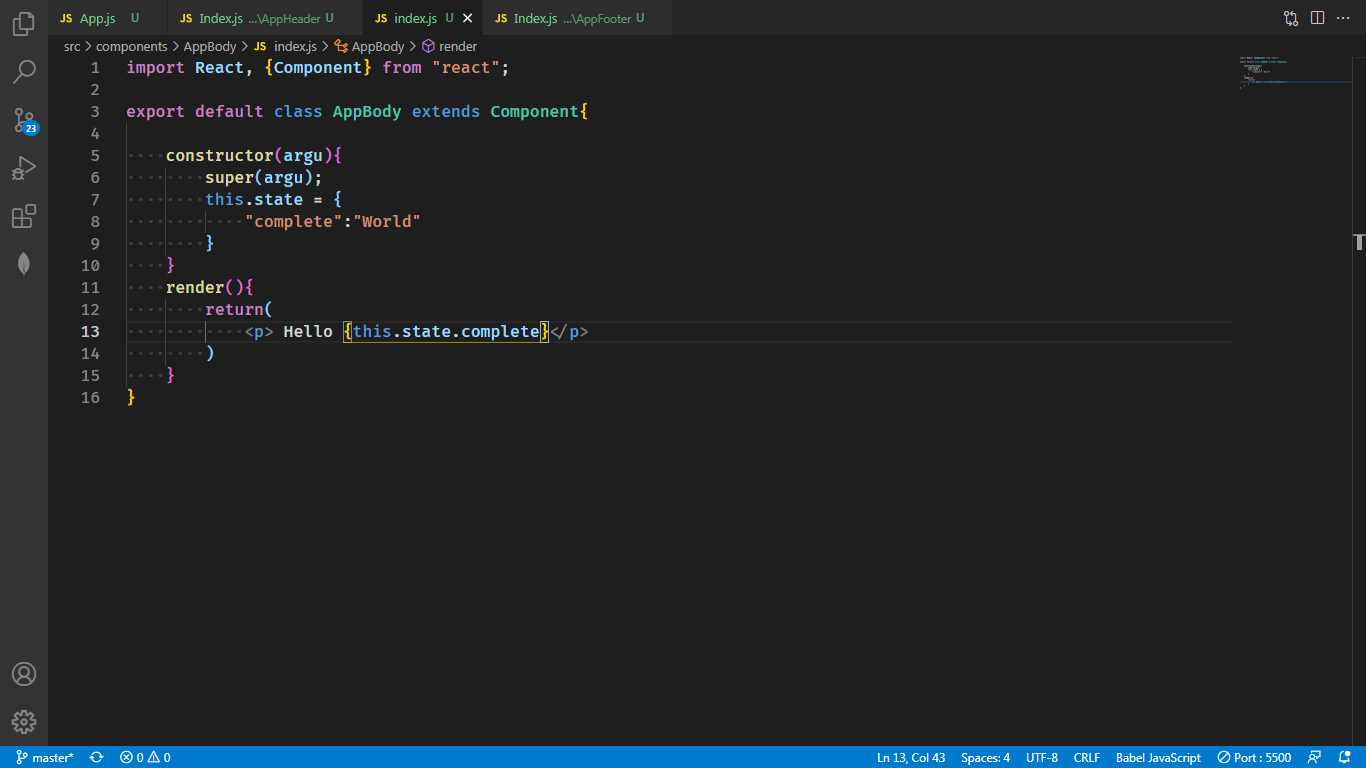 JS App.js U JS Index.js ...\AppHeader U JS index.js U JS Index.js ...\AppFooter U
src > components > AppBody > JS index.js > AppBody > render
1 import React, {Component} from "react";
2
3 export default class AppBody extends Component{
4
5     constructor(argu){
6         super(argu);
7         this.state = {
8             "complete":"World"
9         }
10     }
11     render(){
12         return(
13             <p> Hello {this.state.complete}</p>
14         )
15     }
16 }
23
master* 0 0 Ln 13, Col 43 Spaces: 4 UTF-8 CRLF Babel JavaScript Port : 5500